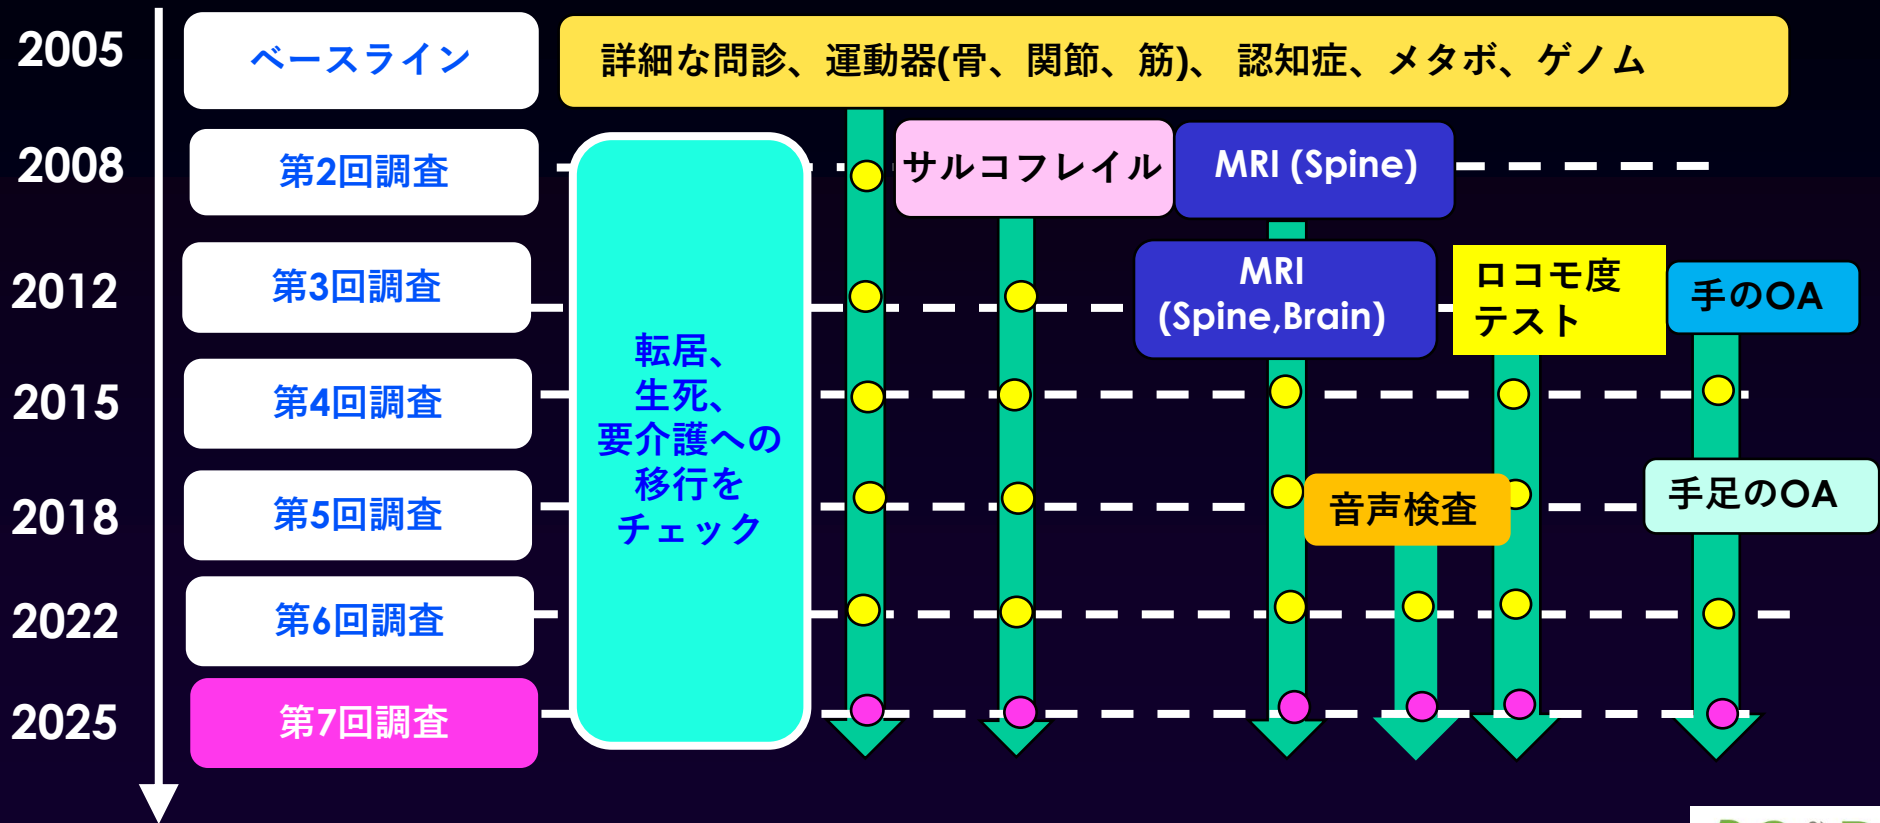 2005
ベースライン
詳細な問診、運動器(骨、関節、筋)、 認知症、メタボ、ゲノム
2008
第2回調査
サルコフレイル
MRI (Spine)
2012
第3回調査
MRI
(Spine,Brain)
ロコモ度
テスト
手のOA
転居、
生死、
要介護への
移行を
チェック
2015
第4回調査
2018
第5回調査
音声検査
手足のOA
2022
第6回調査
2025
第7回調査